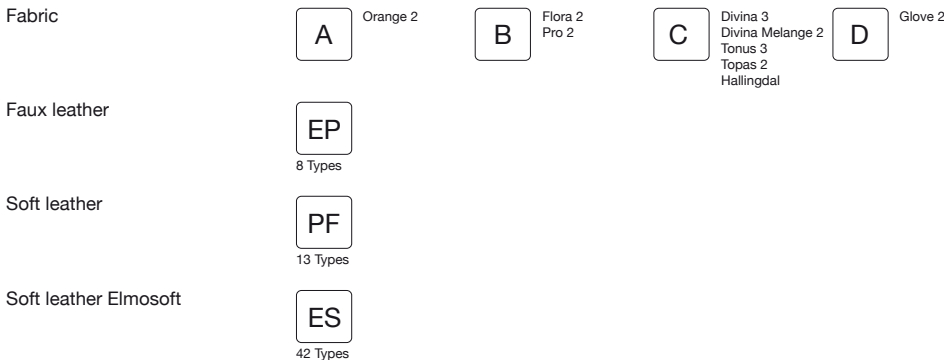 Fabric
A
Orange 2
B
Flora 2
Pro 2
C
Divina 3
Divina Melange 2
Tonus 3
Topas 2
Hallingdal
D
Glove 2
Faux leather
EP
8 Types
Soft leather
PF
13 Types
Soft leather Elmosoft
ES
42 Types